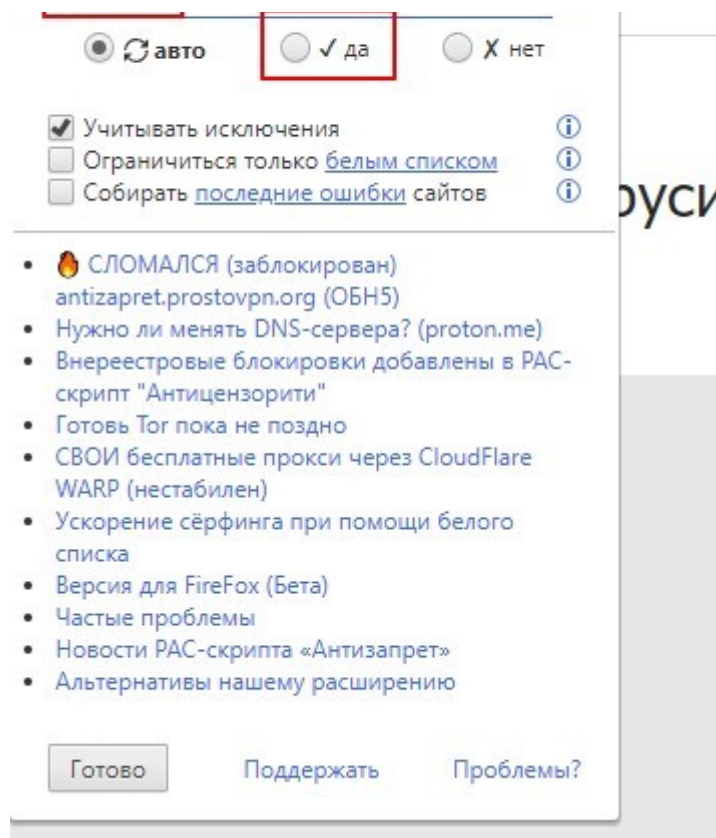 авто ✓ да ✗ нет
Учитывать исключения
Ограничиться только белым списком
Собирать последние ошибки сайтов
СЛОМАЛСЯ (заблокирован)
antizapret.prostovpn.org (ОБН5)
Нужно ли менять DNS-сервера? (proton.me)
Внереестровые блокировки добавлены в PAC-
скрипт "Антицензорити"
Готовь Tor пока не поздно
СВОИ бесплатные прокси через CloudFlare
WARP (нестабилен)
Ускорение сёрфинга при помощи белого
списка
Версия для FireFox (Бета)
Частые проблемы
Новости PAC-скрипта «Антизапрет»
Альтернативы нашему расширению
Готово Поддержать Проблемы?